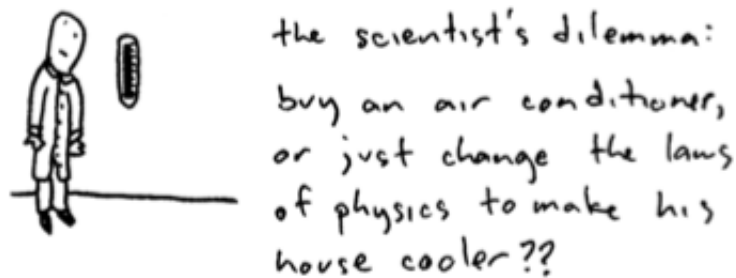 the scientist's dilemma:
buy an air conditioner,
or just change the laws
of physics to make his
house cooler??